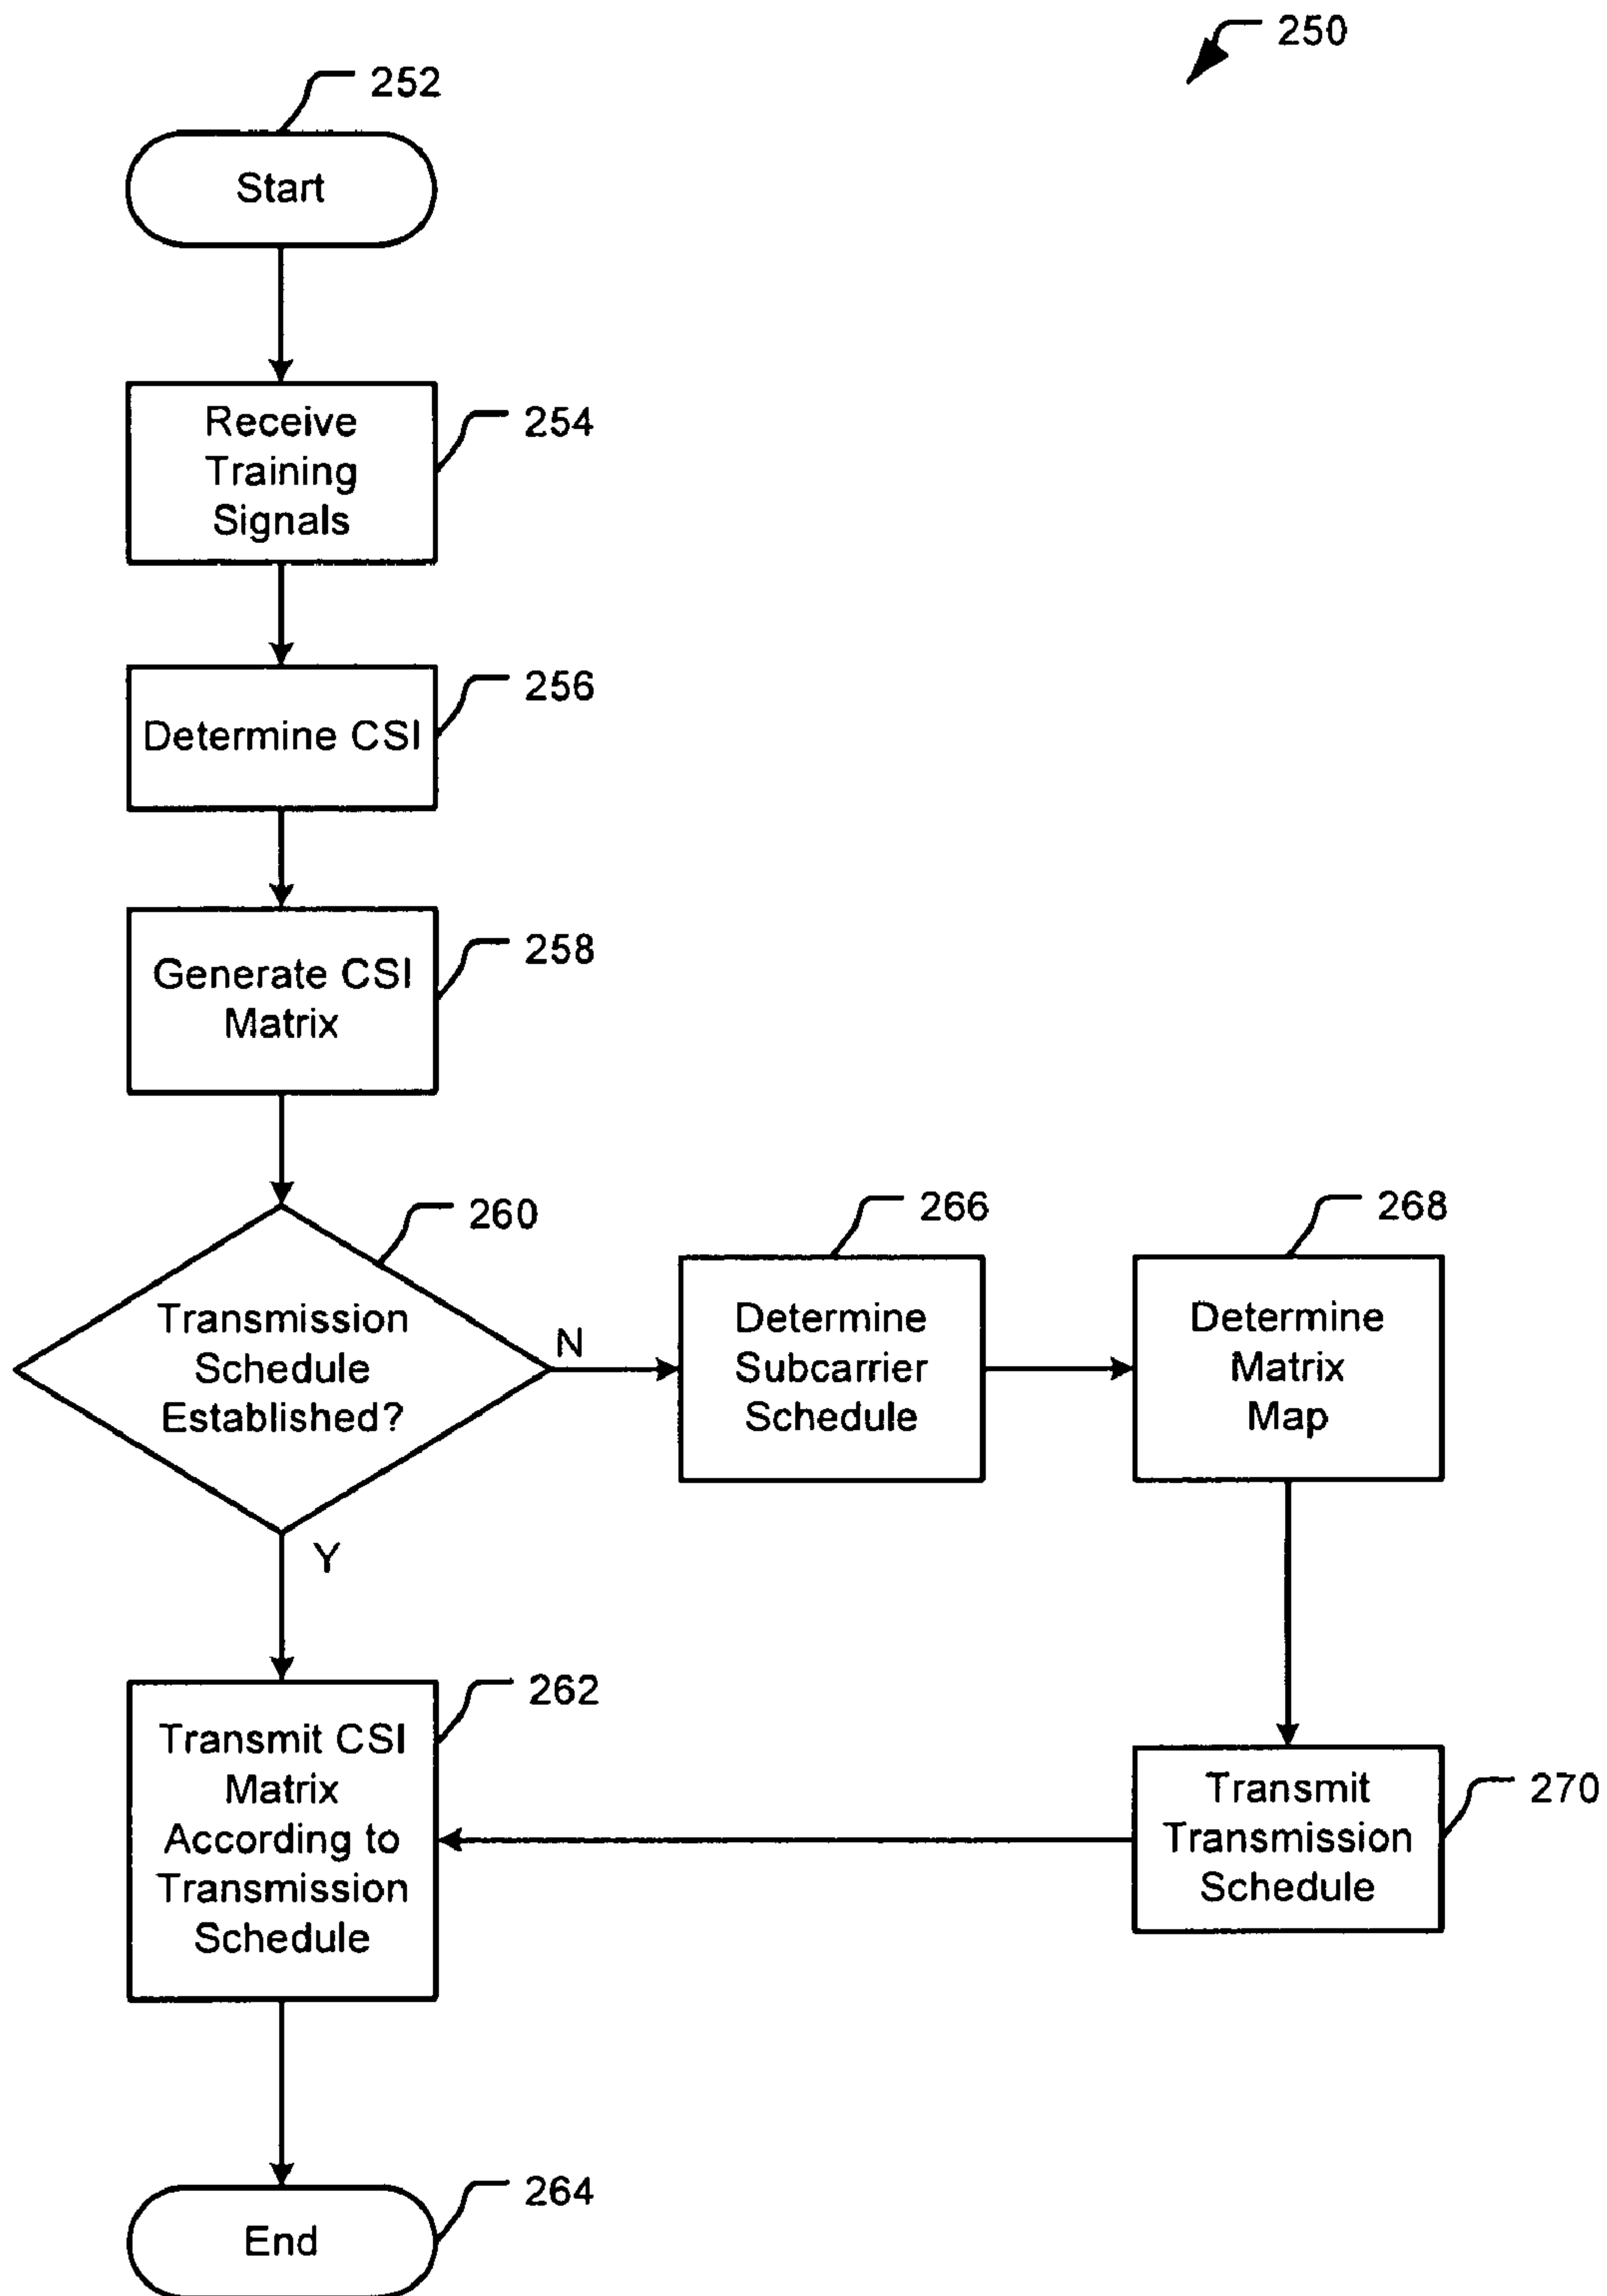 250
252
Start
254
Receive
Training
Signals
256
Determine CSI
258
Generate CSI
Matrix
260
Transmission
Schedule
Established?
N
Y
266
Determine
Subcarrier
Schedule
268
Determine
Matrix
Map
262
Transmit CSI
Matrix
According to
Transmission
Schedule
270
Transmit
Transmission
Schedule
264
End